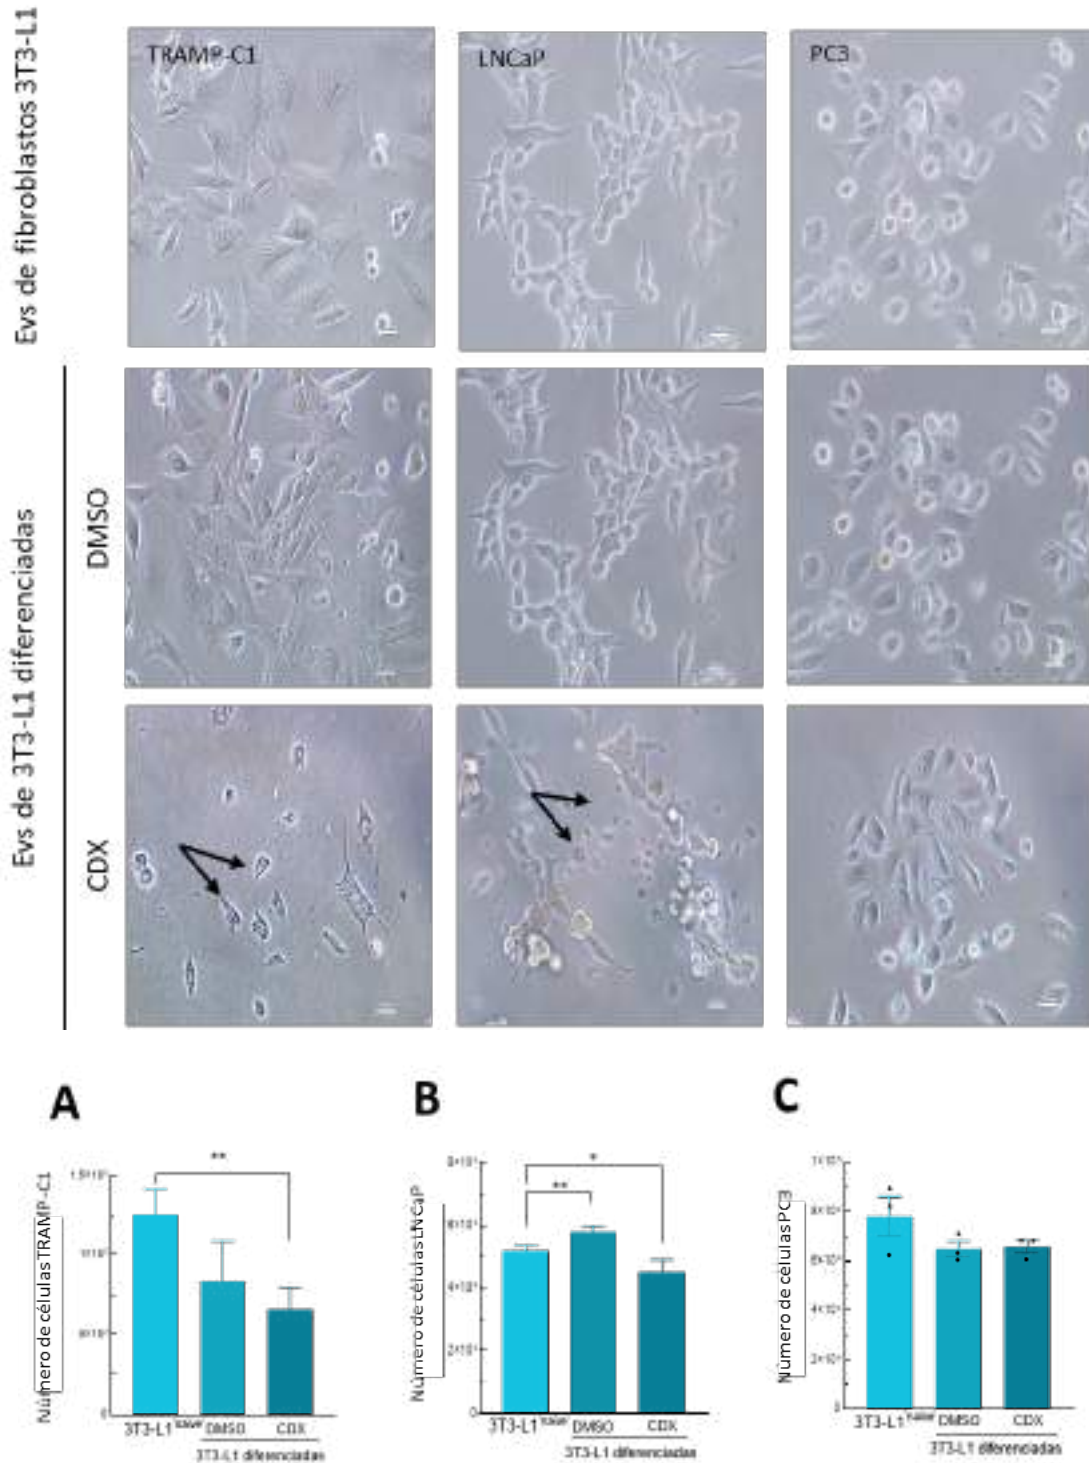 Evs de fibroblastos 3T3-L1
TRAMP-C1
LNCaP
PC3
Evs de 3T3-L1 diferenciadas
DMSO
CDX
A
Número de células TRAMP-C1
**
0
3T3-L1
DMSO
CDX
3T3-L1 diferenciadas
B
Número de células LNCaP
*
**
0
3T3-L1
DMSO
CDX
3T3-L1 diferenciadas
C
Número de células PC3
3T3-L1
DMSO
CDX
3T3-L1 diferenciadas